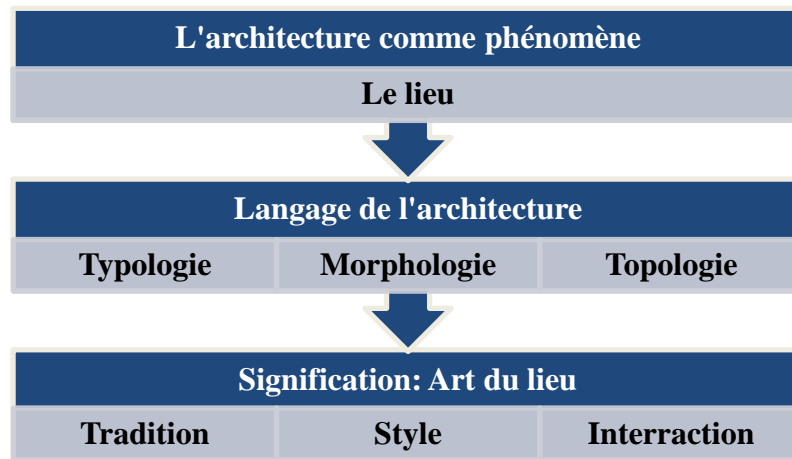 L'architecture comme phénomène
Le lieu
Langage de l'architecture
Typologie Morphologie Topologie
Signification: Art du lieu
Tradition Style Interraction